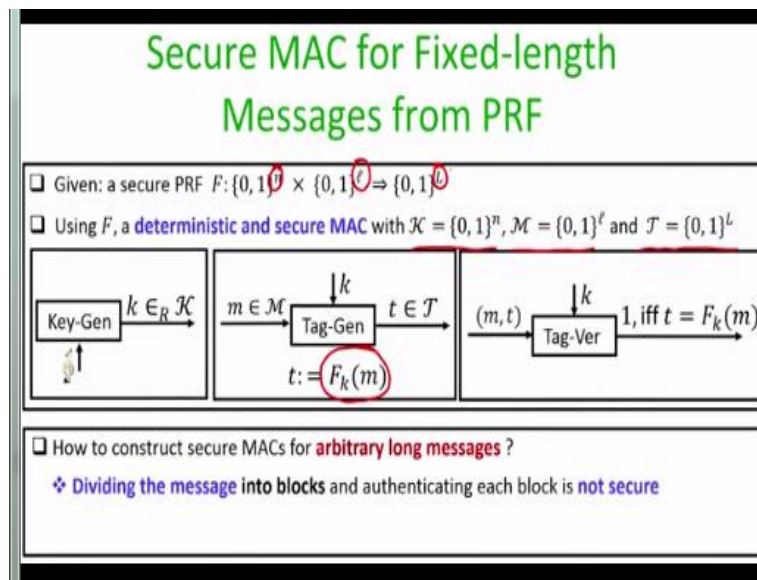 Secure MAC for Fixed-length
Messages from PRF
❑ Given: a secure PRF F: {0, 1}ⁿ × {0, 1}^ℓ ⇒ {0, 1}^L
❑ Using F, a deterministic and secure MAC with 𝒦 = {0, 1}ⁿ, ℳ = {0, 1}^ℓ and 𝒯 = {0, 1}^L
Key-Gen
k ∈_R 𝒦
m ∈ ℳ
k
Tag-Gen
t ∈ 𝒯
t := F_k(m)
(m, t)
k
Tag-Ver
1, iff t = F_k(m)
❑ How to construct secure MACs for arbitrary long messages ?
❖ Dividing the message into blocks and authenticating each block is not secure